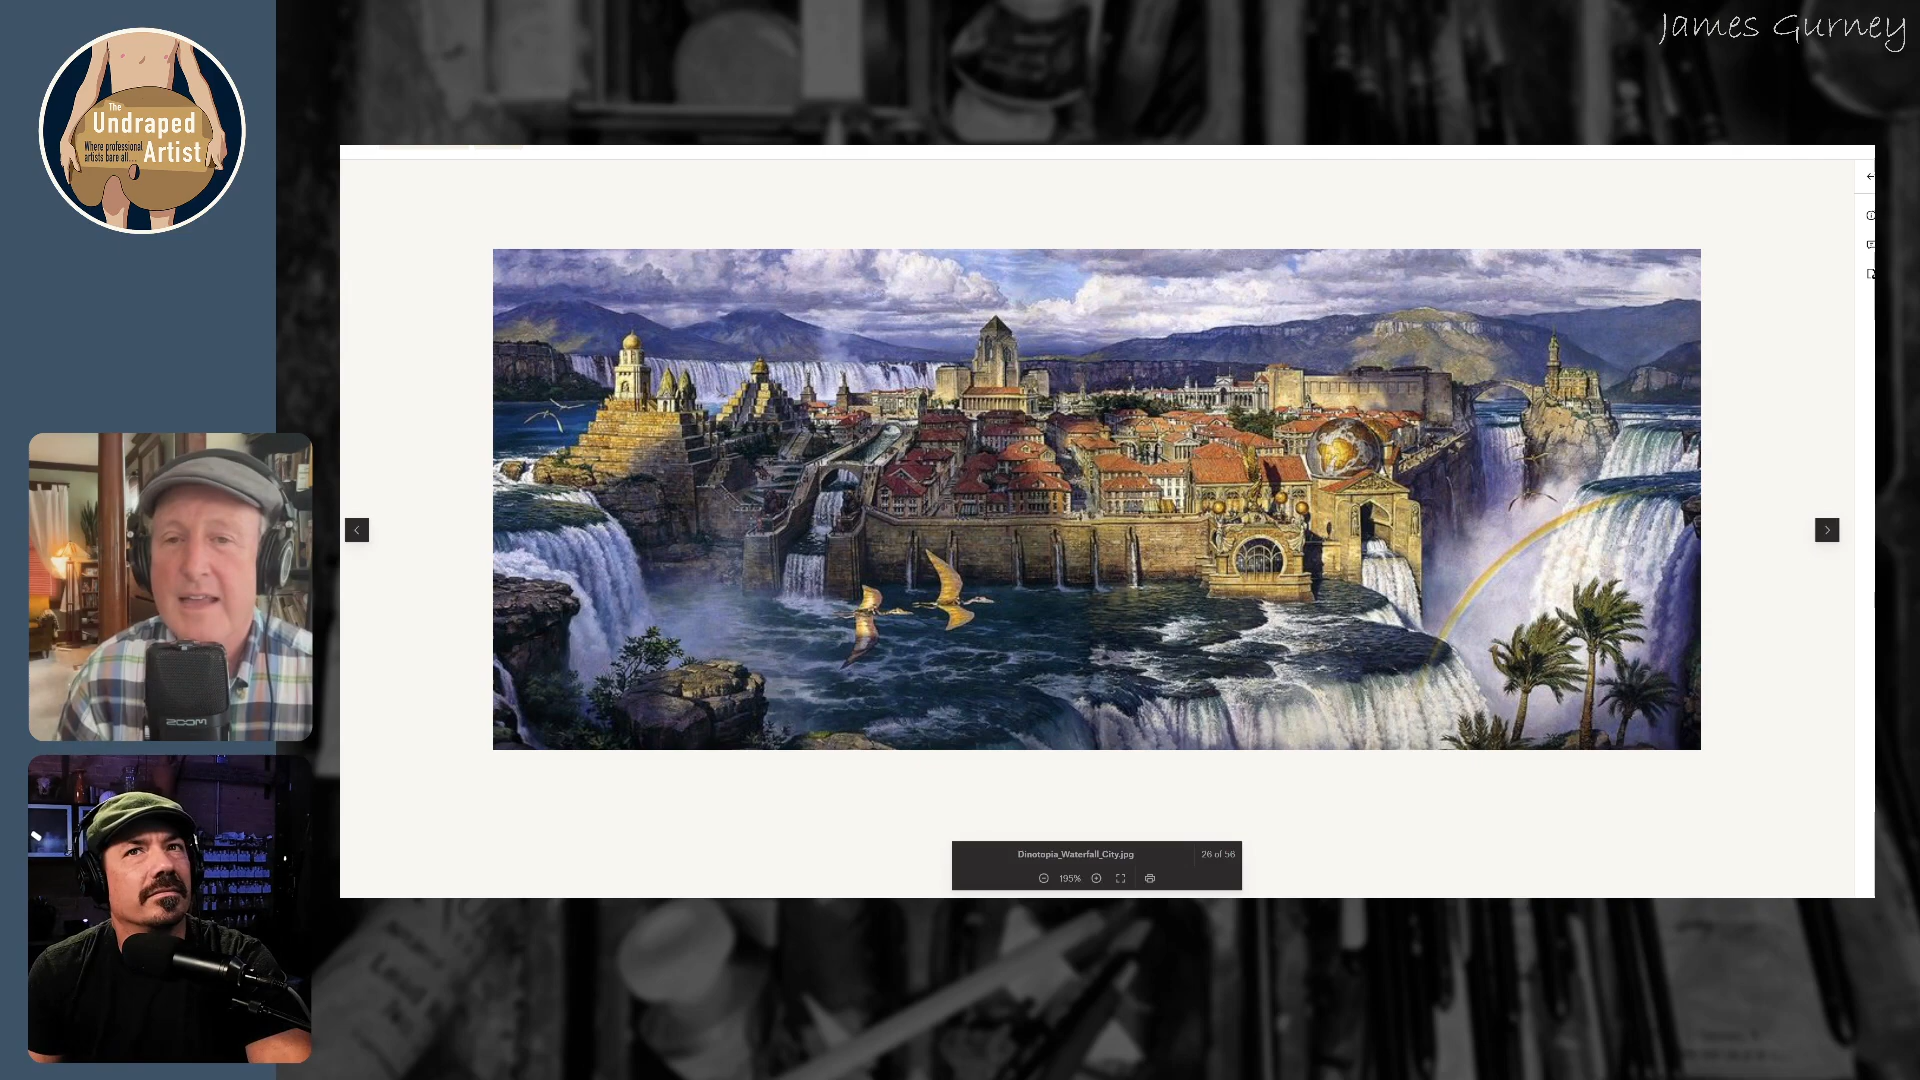 James Gurney
The
Undraped
Where professional
artists bare all...
Artist
ZOOM
Dinotopia_Waterfall_City.jpg
26 of 56
195%